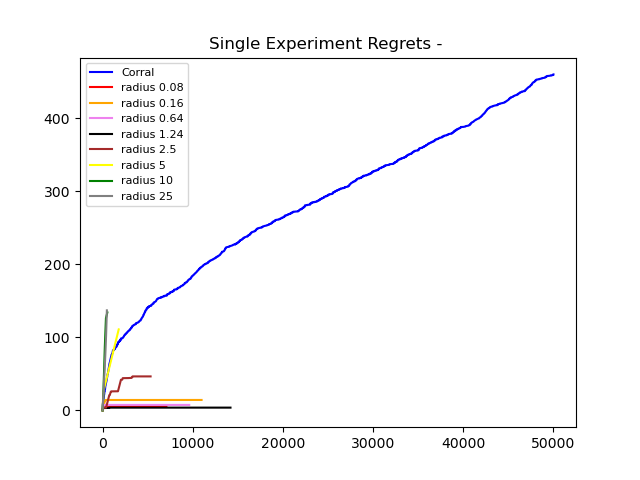 Single Experiment Regrets -
Corral
radius 0.08
radius 0.16
radius 0.64
radius 1.24
radius 2.5
radius 5
radius 10
radius 25
400
300
200
100
0
0 10000 20000 30000 40000 50000